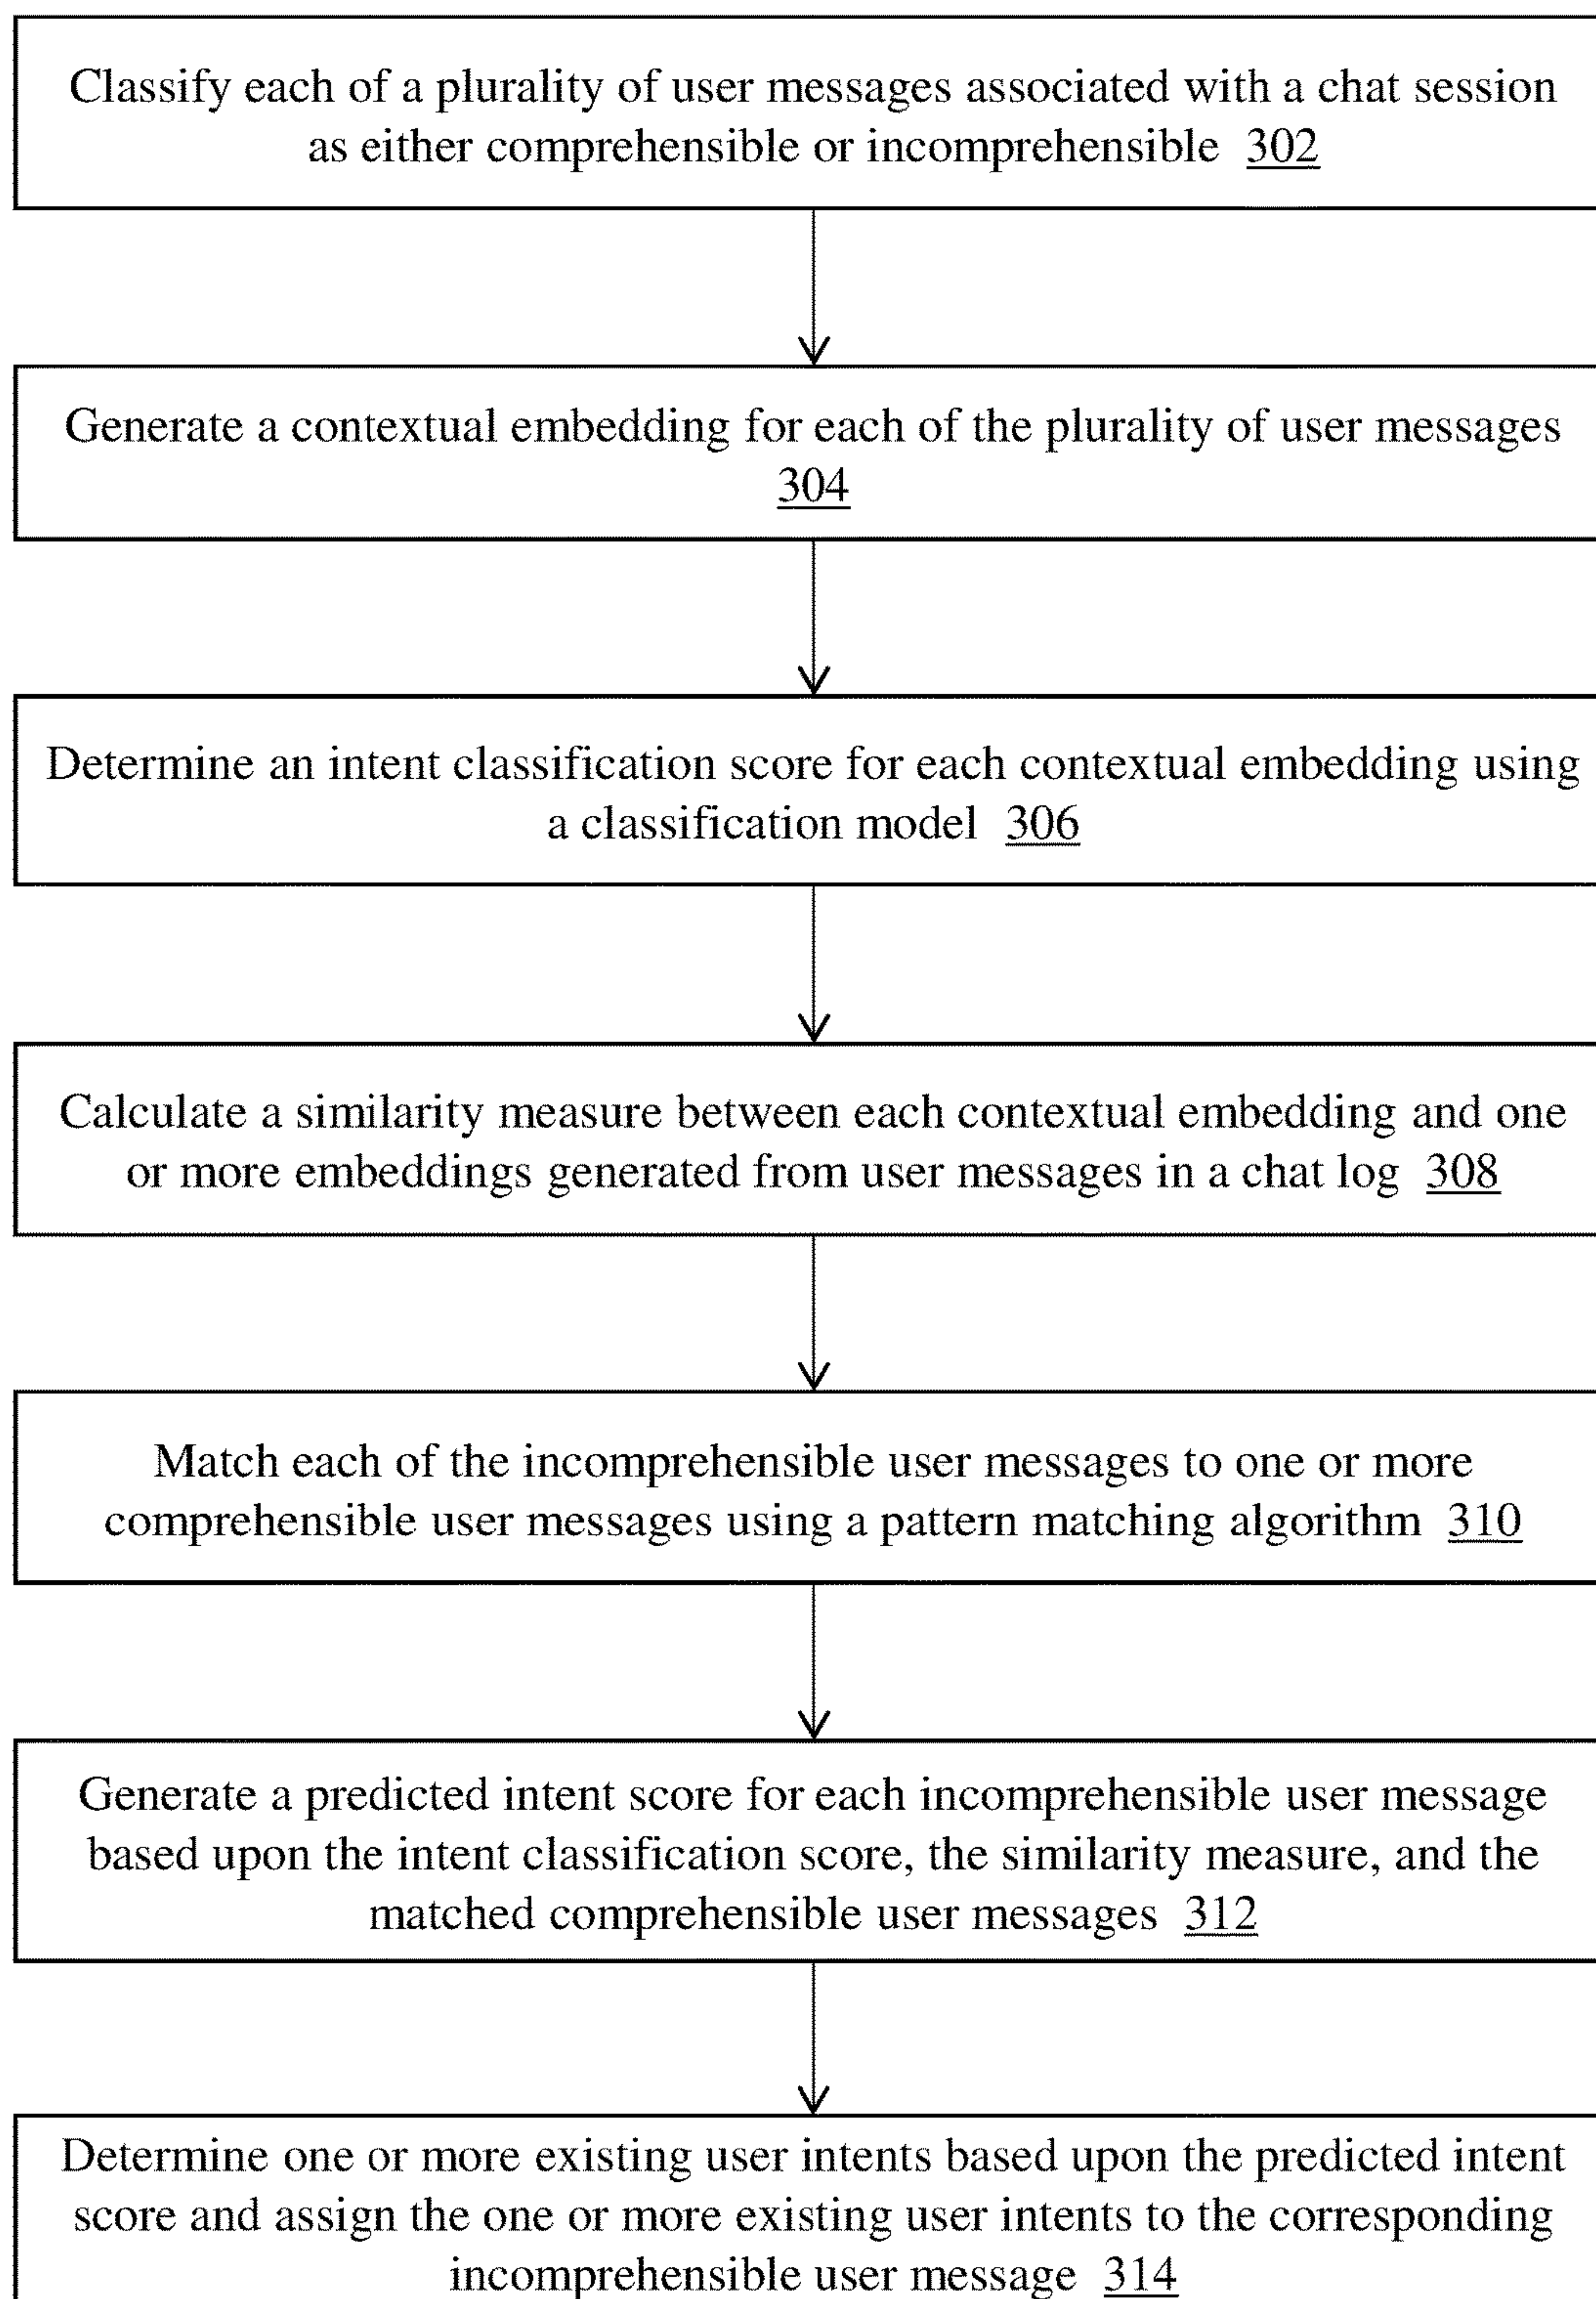 Classify each of a plurality of user messages associated with a chat session
as either comprehensible or incomprehensible 302
Generate a contextual embedding for each of the plurality of user messages
304
Determine an intent classification score for each contextual embedding using
a classification model 306
Calculate a similarity measure between each contextual embedding and one
or more embeddings generated from user messages in a chat log 308
Match each of the incomprehensible user messages to one or more
comprehensible user messages using a pattern matching algorithm 310
Generate a predicted intent score for each incomprehensible user message
based upon the intent classification score, the similarity measure, and the
matched comprehensible user messages 312
Determine one or more existing user intents based upon the predicted intent
score and assign the one or more existing user intents to the corresponding
incomprehensible user message 314